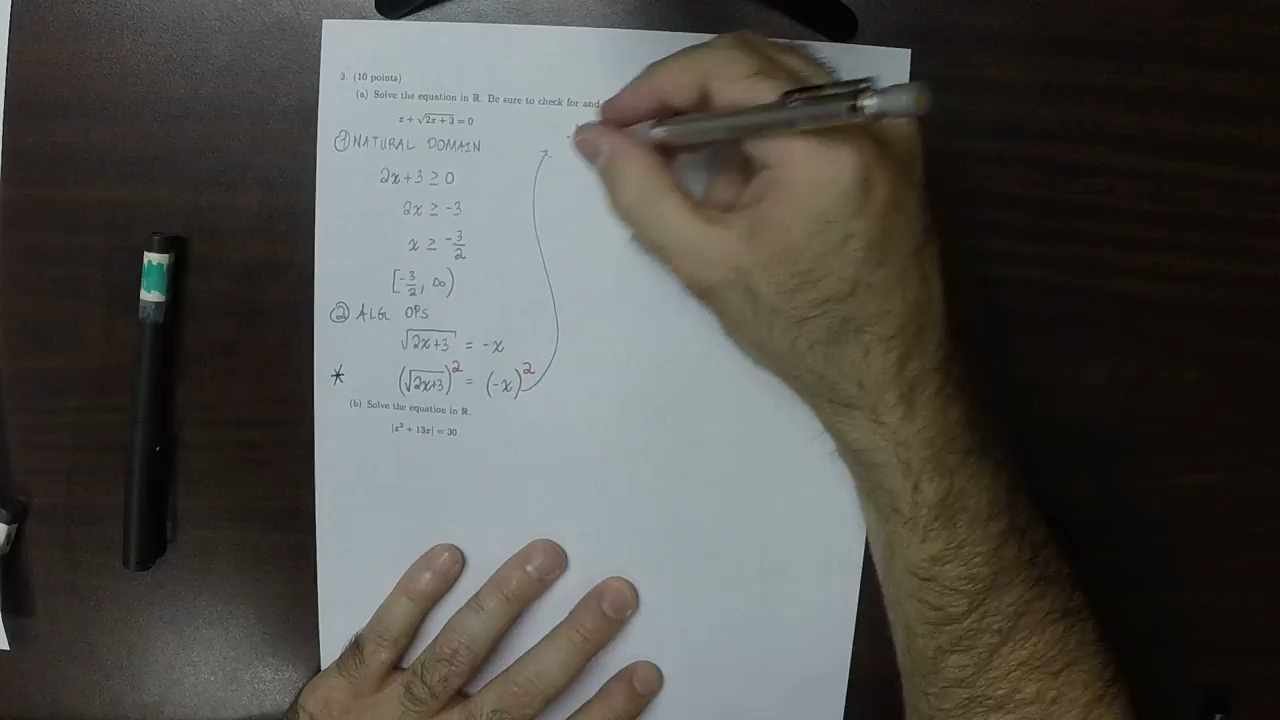 3. (10 points)
(a) Solve the equation in ℝ. Be sure to check for and
x + √(2x + 3) = 0
① NATURAL DOMAIN
2x+3 ≥ 0
2x ≥ -3
x ≥ -3/2
[-3/2, ∞)
② ALG OPS
√(2x+3) = -x
* (√(2x+3))² = (-x)²
(b) Solve the equation in ℝ.
|x² + 13x| = 30